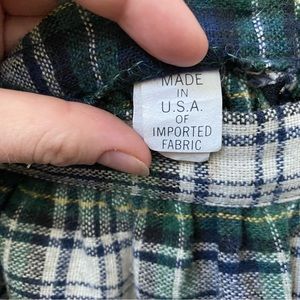 MADE
IN
U.S.A.
OF
IMPORTED
FABRIC